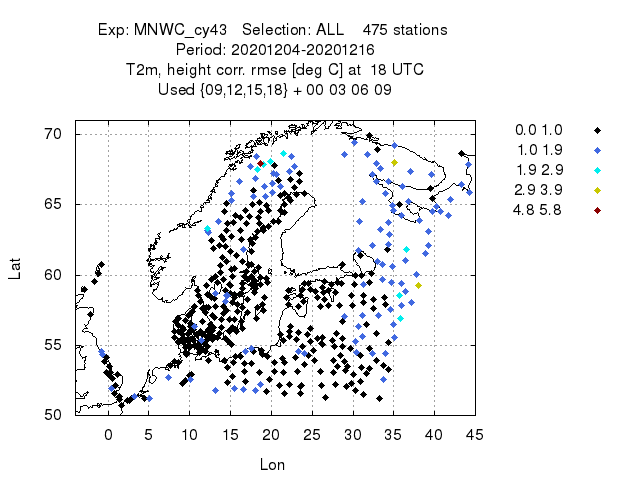 Exp: MNWC_cy43 Selection: ALL 475 stations
Period: 20201204-20201216
T2m, height corr. rmse [deg C] at 18 UTC
Used {09,12,15,18} + 00 03 06 09
70
65
60
55
50
Lat
0 5 10 15 20 25 30 35 40 45
Lon
0.0 1.0
1.0 1.9
1.9 2.9
2.9 3.9
4.8 5.8